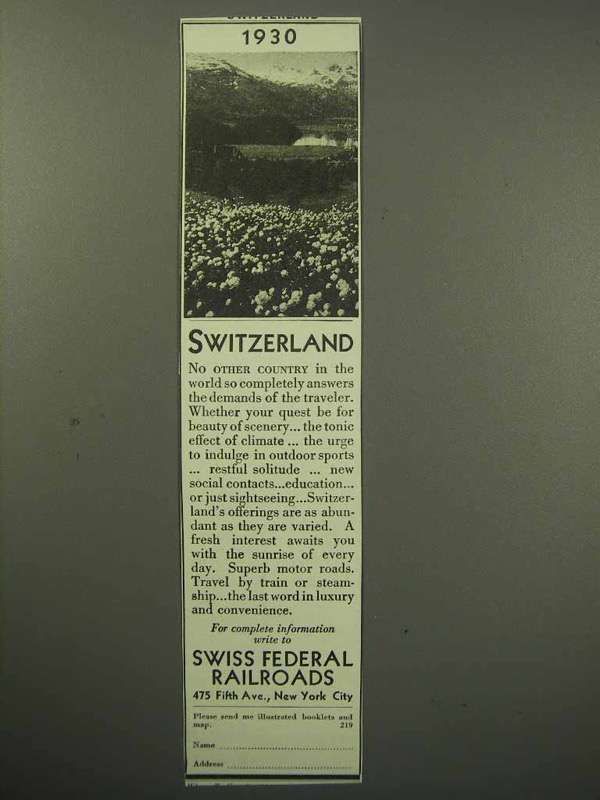 SWITZERLAND
1930
SWITZERLAND
NO OTHER COUNTRY in the
world so completely answers
the demands of the traveler.
Whether your quest be for
beauty of scenery... the tonic
effect of climate ... the urge
to indulge in outdoor sports
... restful solitude ... new
social contacts...education...
or just sightseeing...Switzer-
land's offerings are as abun-
dant as they are varied. A
fresh interest awaits you
with the sunrise of every
day. Superb motor roads.
Travel by train or steam-
ship...the last word in luxury
and convenience.
For complete information
write to
SWISS FEDERAL
RAILROADS
475 Fifth Ave., New York City
Please send me illustrated booklets and
map. 219
Name
Address